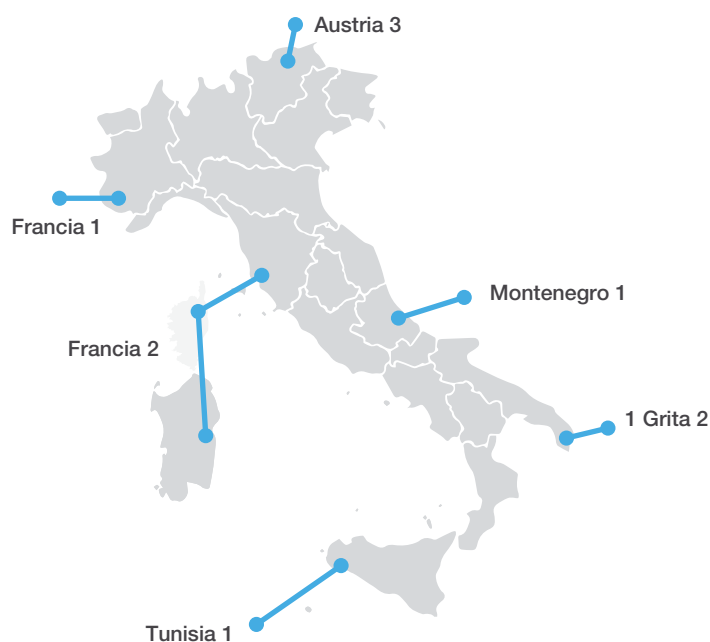 Austria 3
Francia 1
Montenegro 1
Francia 2
1 Grita 2
Tunisia 1